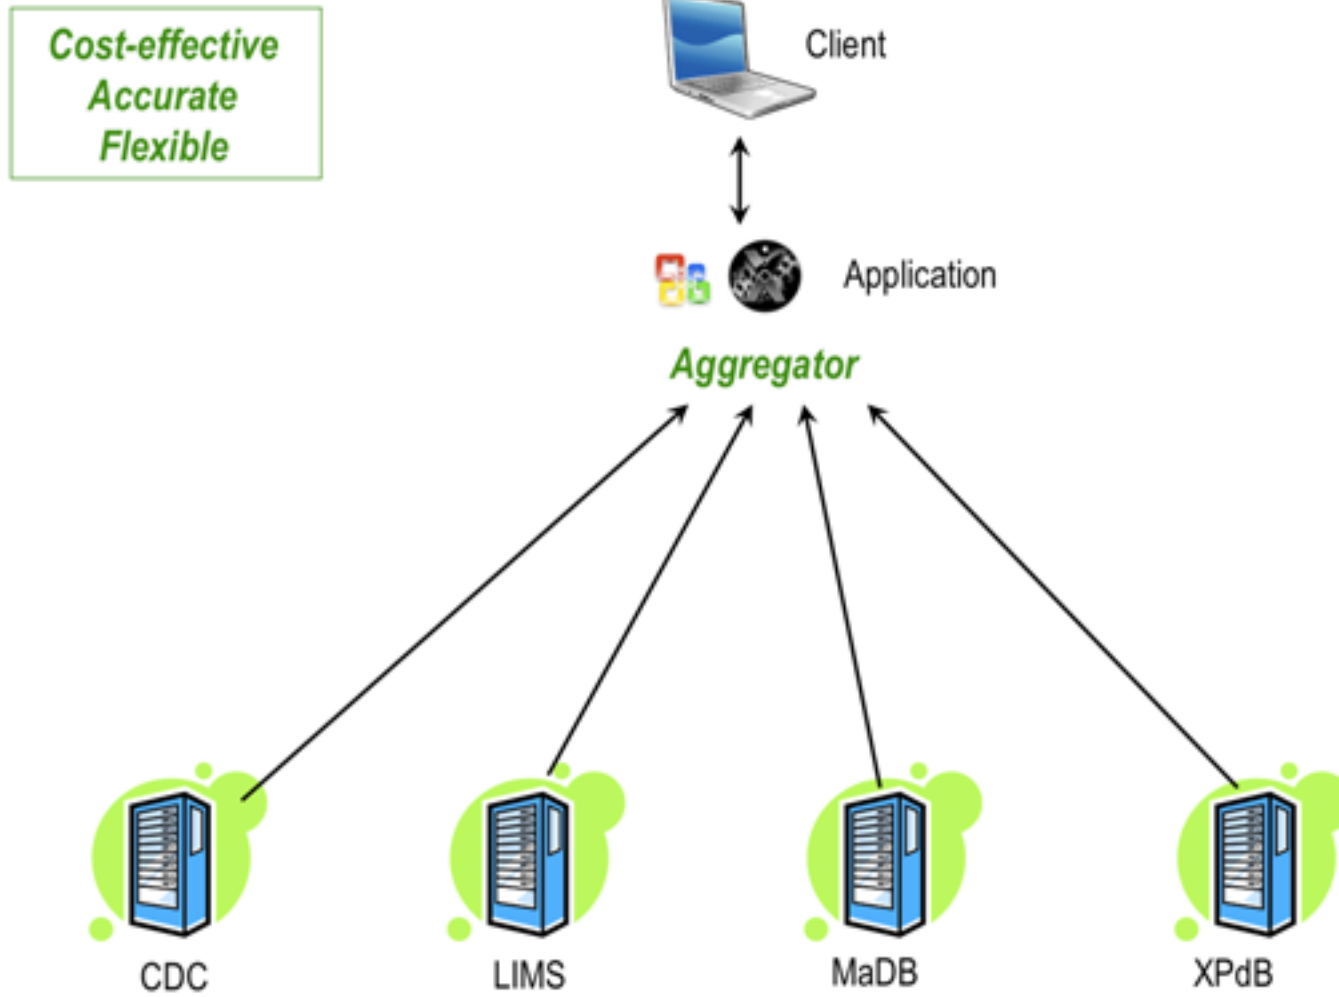 Cost-effective
Accurate
Flexible
Client
Application
Aggregator
CDC
LIMS
MaDB
XPdB